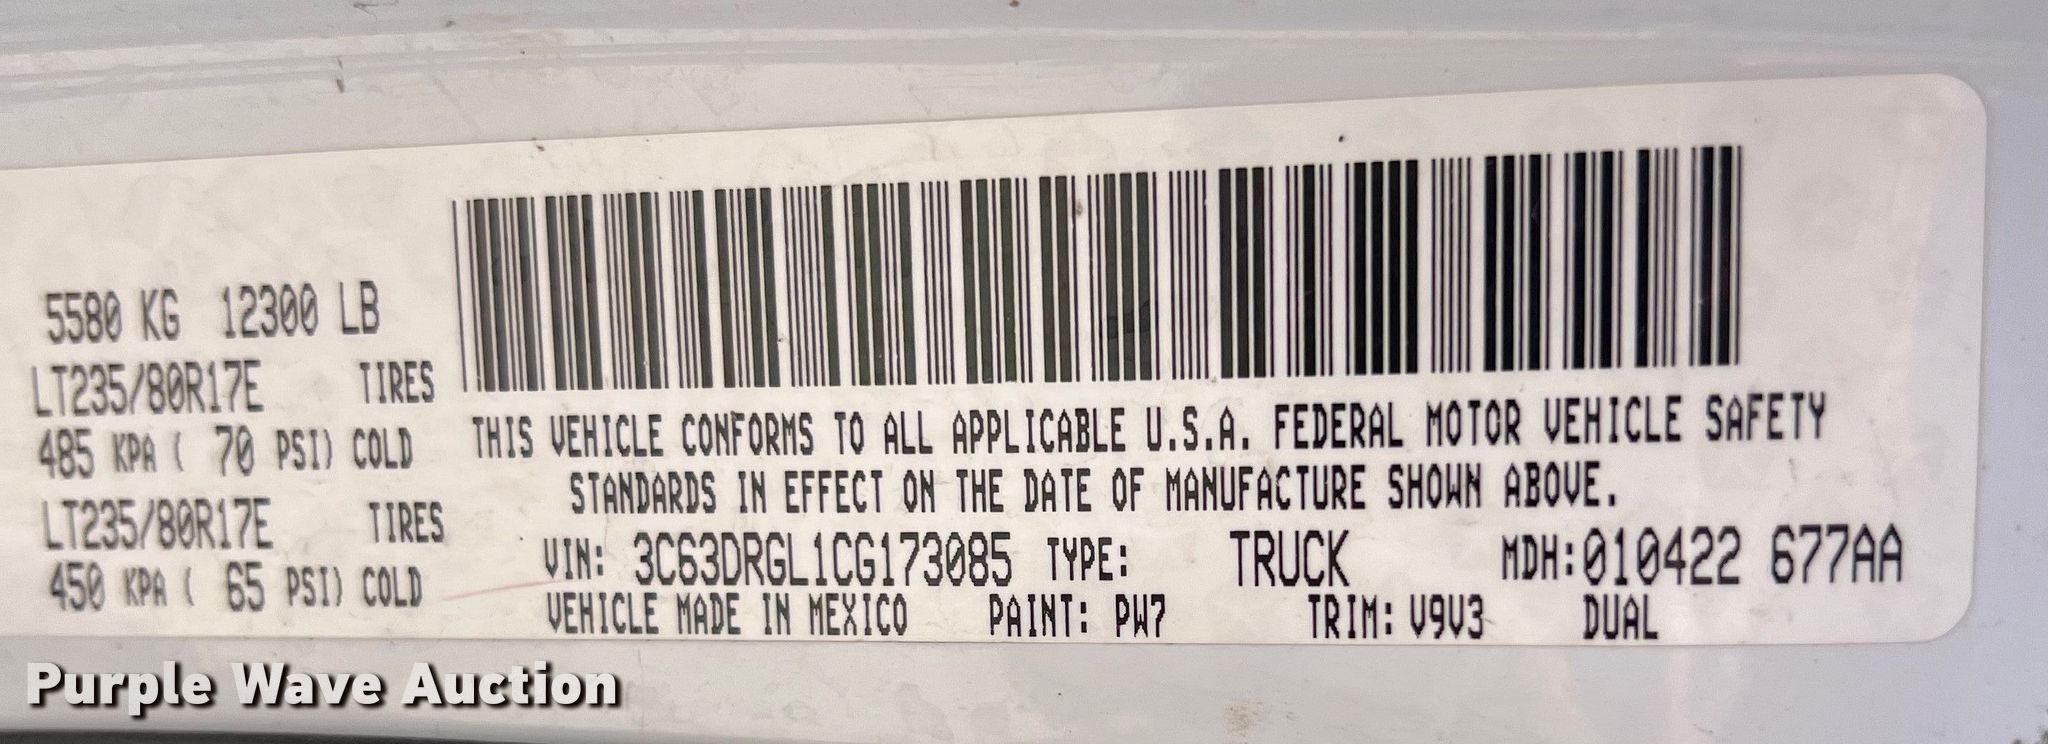 5580 KG 12300 LB
LT235/80R17E TIRES
485 KPA ( 70 PSI) COLD
LT235/80R17E TIRES
450 KPA ( 65 PSI) COLD
THIS VEHICLE CONFORMS TO ALL APPLICABLE U.S.A. FEDERAL MOTOR VEHICLE SAFETY
STANDARDS IN EFFECT ON THE DATE OF MANUFACTURE SHOWN ABOVE.
VIN: 3C63DRGL1CG173085 TYPE: TRUCK MDH:010422 677AA
VEHICLE MADE IN MEXICO PAINT: PW7 TRIM: V9V3 DUAL
Purple Wave Auction